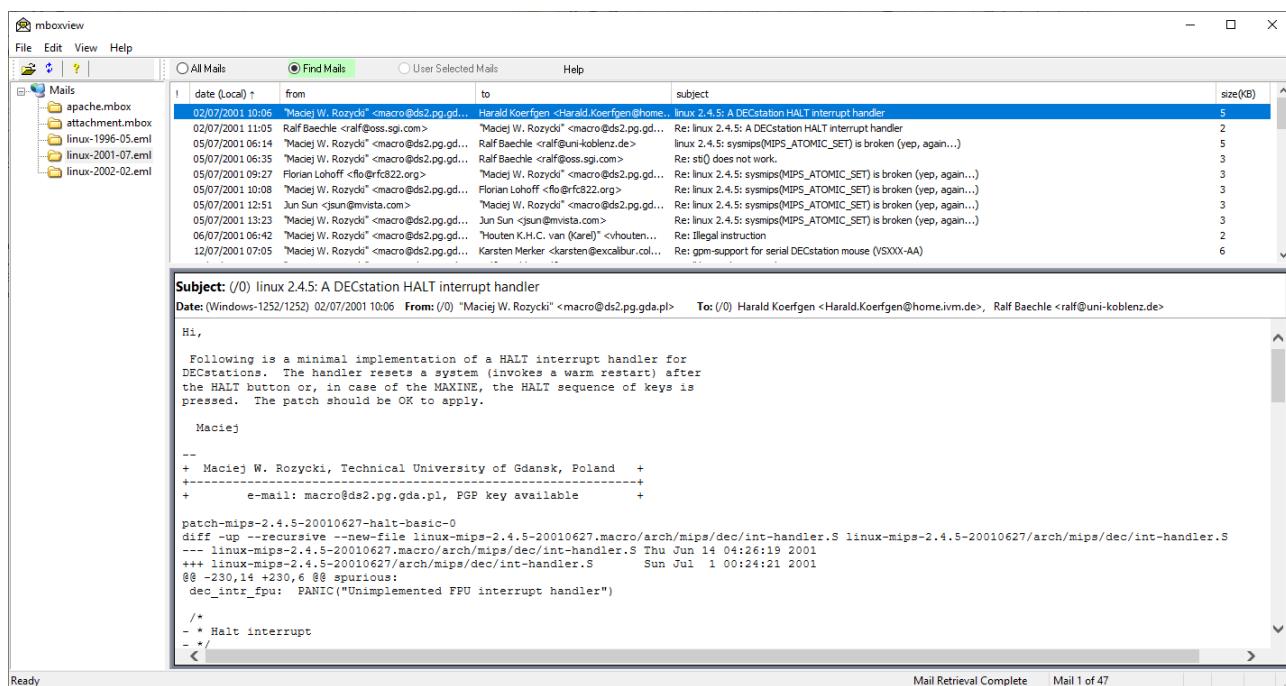 mboxview
File Edit View Help
All Mails Find Mails User Selected Mails Help
Mails
apache.mbox
attachment.mbox
linux-1996-05.eml
linux-2001-07.eml
linux-2002-02.eml
! date (Local) ↑ from to subject size(KB)
02/07/2001 10:06 "Maciej W. Rozycki" <macro@ds2.pg.gd... Harald Koerfgen <Harald.Koerfgen@home... linux 2.4.5: A DECstation HALT interrupt handler 5
02/07/2001 11:05 Ralf Baechle <ralf@oss.sgi.com> "Maciej W. Rozycki" <macro@ds2.pg.gd... Re: linux 2.4.5: A DECstation HALT interrupt handler 2
05/07/2001 06:14 "Maciej W. Rozycki" <macro@ds2.pg.gd... Ralf Baechle <ralf@uni-koblenz.de> linux 2.4.5: sysmips(MIPS_ATOMIC_SET) is broken (yep, again...) 5
05/07/2001 06:35 "Maciej W. Rozycki" <macro@ds2.pg.gd... Ralf Baechle <ralf@oss.sgi.com> Re: sti() does not work. 3
05/07/2001 09:27 Florian Lohoff <flo@rfc822.org> "Maciej W. Rozycki" <macro@ds2.pg.gd... Re: linux 2.4.5: sysmips(MIPS_ATOMIC_SET) is broken (yep, again...) 3
05/07/2001 10:08 "Maciej W. Rozycki" <macro@ds2.pg.gd... Florian Lohoff <flo@rfc822.org> Re: linux 2.4.5: sysmips(MIPS_ATOMIC_SET) is broken (yep, again...) 3
05/07/2001 12:51 Jun Sun <jsun@mvista.com> "Maciej W. Rozycki" <macro@ds2.pg.gd... Re: linux 2.4.5: sysmips(MIPS_ATOMIC_SET) is broken (yep, again...) 3
05/07/2001 13:23 "Maciej W. Rozycki" <macro@ds2.pg.gd... Jun Sun <jsun@mvista.com> Re: linux 2.4.5: sysmips(MIPS_ATOMIC_SET) is broken (yep, again...) 3
06/07/2001 06:42 "Maciej W. Rozycki" <macro@ds2.pg.gd... "Houten K.H.C. van (Karel)" <vhouten... Re: Illegal instruction 2
12/07/2001 07:05 "Maciej W. Rozycki" <macro@ds2.pg.gd... Karsten Merker <karsten@excalibur.col... Re: gpm-support for serial DECstation mouse (VSXXX-AA) 6
Subject: (/0) linux 2.4.5: A DECstation HALT interrupt handler
Date: (Windows-1252/1252) 02/07/2001 10:06 From: (/0) "Maciej W. Rozycki" <macro@ds2.pg.gda.pl> To: (/0) Harald Koerfgen <Harald.Koerfgen@home.ivm.de>, Ralf Baechle <ralf@uni-koblenz.de>
Hi,
Following is a minimal implementation of a HALT interrupt handler for
DECstations. The handler resets a system (invokes a warm restart) after
the HALT button or, in case of the MAXINE, the HALT sequence of keys is
pressed. The patch should be OK to apply.
Maciej
--
+ Maciej W. Rozycki, Technical University of Gdansk, Poland +
+--------------------------------------------------------------+
+ e-mail: macro@ds2.pg.gda.pl, PGP key available +
patch-mips-2.4.5-20010627-halt-basic-0
diff -up --recursive --new-file linux-mips-2.4.5-20010627.macro/arch/mips/dec/int-handler.S linux-mips-2.4.5-20010627/arch/mips/dec/int-handler.S
--- linux-mips-2.4.5-20010627.macro/arch/mips/dec/int-handler.S Thu Jun 14 04:26:19 2001
+++ linux-mips-2.4.5-20010627/arch/mips/dec/int-handler.S Sun Jul 1 00:24:21 2001
@@ -230,14 +230,6 @@ spurious:
dec_intr_fpu: PANIC("Unimplemented FPU interrupt handler")
/*
- * Halt interrupt
- */
Ready Mail Retrieval Complete Mail 1 of 47